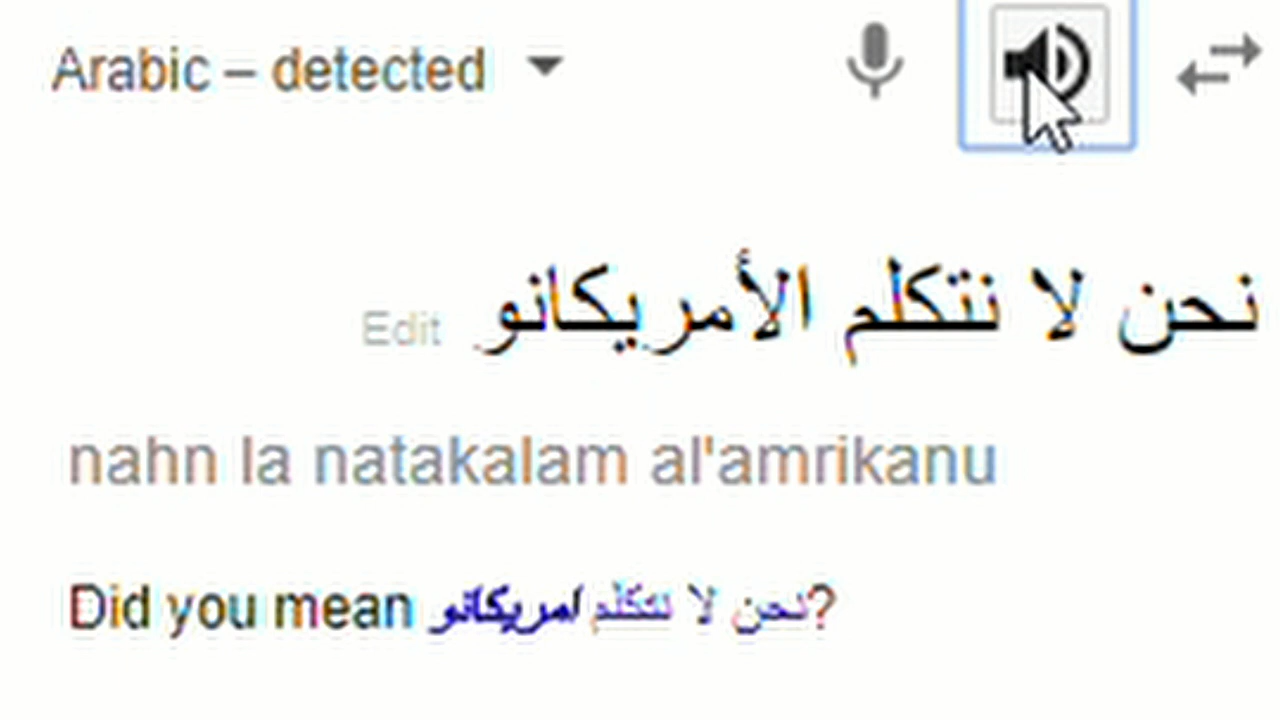 Arabic – detected
نحن لا نتكلم الأمريكانو Edit
nahn la natakalam al'amrikanu
Did you mean نحن لا نتكلم امريكانو?